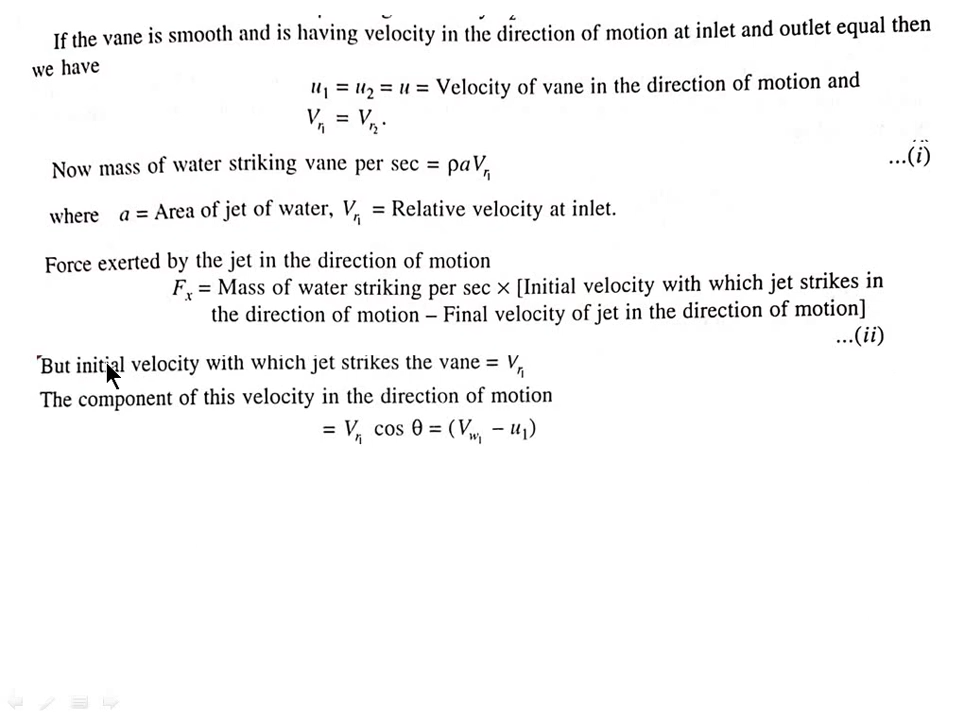 If the vane is smooth and is having velocity in the direction of motion at inlet and outlet equal then
we have
u₁ = u₂ = u = Velocity of vane in the direction of motion and
V_r₁ = V_r₂.
Now mass of water striking vane per sec = ρaV_r₁ ...(i)
where a = Area of jet of water, V_r₁ = Relative velocity at inlet.
Force exerted by the jet in the direction of motion
F_x = Mass of water striking per sec × [Initial velocity with which jet strikes in
the direction of motion – Final velocity of jet in the direction of motion]
...(ii)
But initial velocity with which jet strikes the vane = V_r₁
The component of this velocity in the direction of motion
= V_r₁ cos θ = (V_w₁ – u₁)